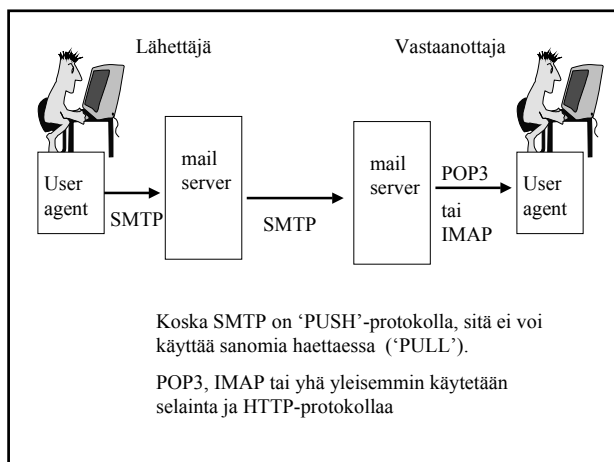 Lähettäjä
Vastaanottaja
User
agent
SMTP
mail
server
SMTP
mail
server
POP3
tai
IMAP
User
agent
Koska SMTP on ‘PUSH’-protokolla, sitä ei voi
käyttää sanomia haettaessa (‘PULL’).
POP3, IMAP tai yhä yleisemmin käytetään
selainta ja HTTP-protokollaa